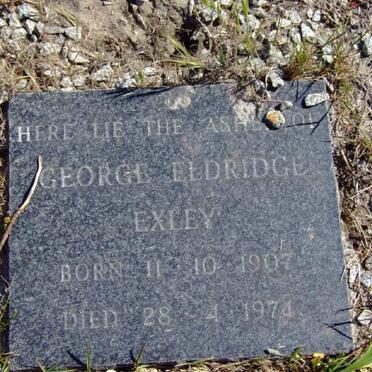 HERE LIE THE ASHES OF
GEORGE ELDRIDGE
EXLEY
BORN 11 10 1907
DIED 28 4 1974